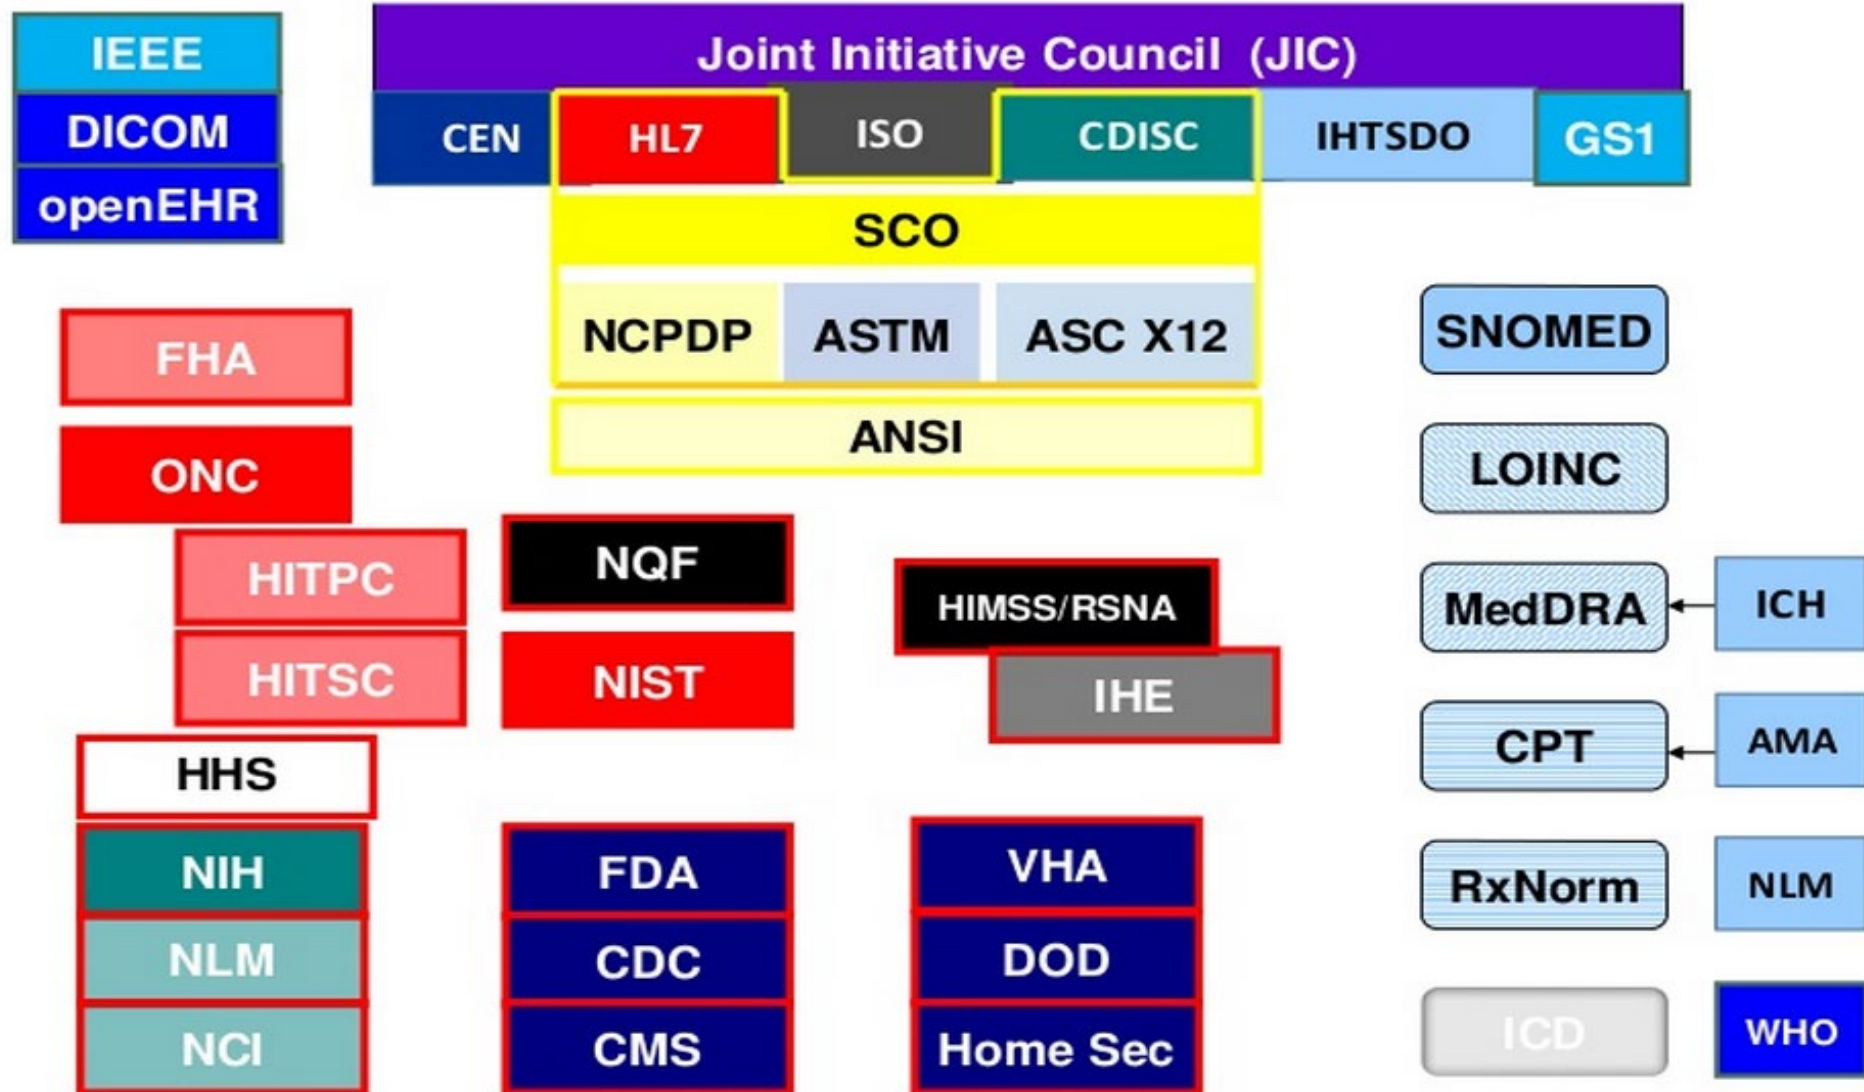 IEEE
DICOM
openEHR
Joint Initiative Council (JIC)
CEN
HL7
ISO
CDISC
IHTSDO
GS1
SCO
NCPDP
ASTM
ASC X12
ANSI
FHA
ONC
HITPC
HITSC
NQF
NIST
HIMSS/RSNA
IHE
HHS
NIH
NLM
NCI
FDA
CDC
CMS
VHA
DOD
Home Sec
SNOMED
LOINC
MedDRA
ICH
CPT
AMA
RxNorm
NLM
ICD
WHO